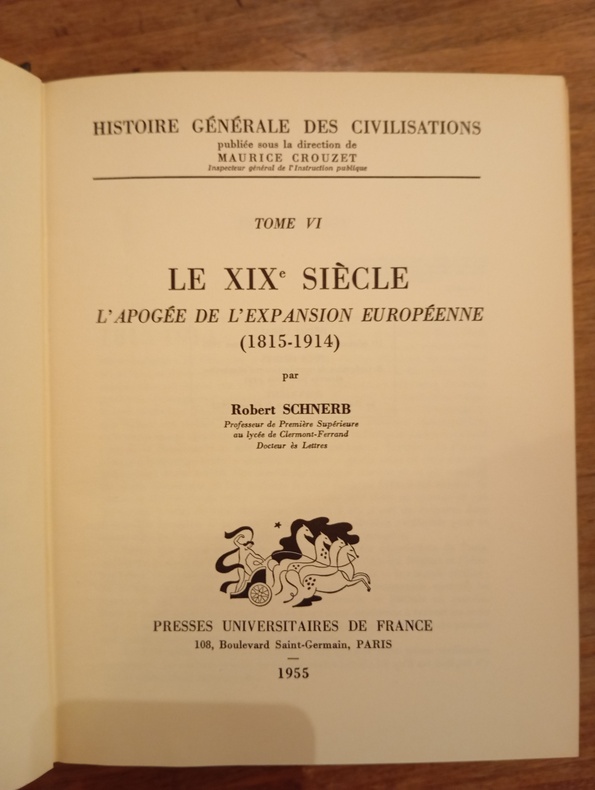 HISTOIRE GÉNÉRALE DES CIVILISATIONS
publiée sous la direction de
MAURICE CROUZET
Inspecteur général de l'Instruction publique
TOME VI
LE XIXe SIÈCLE
L'APOGÉE DE L'EXPANSION EUROPÉENNE
(1815-1914)
par
Robert SCHNERB
Professeur de Première Supérieure
au lycée de Clermont-Ferrand
Docteur ès Lettres
PRESSES UNIVERSITAIRES DE FRANCE
108, Boulevard Saint-Germain, PARIS
—
1955